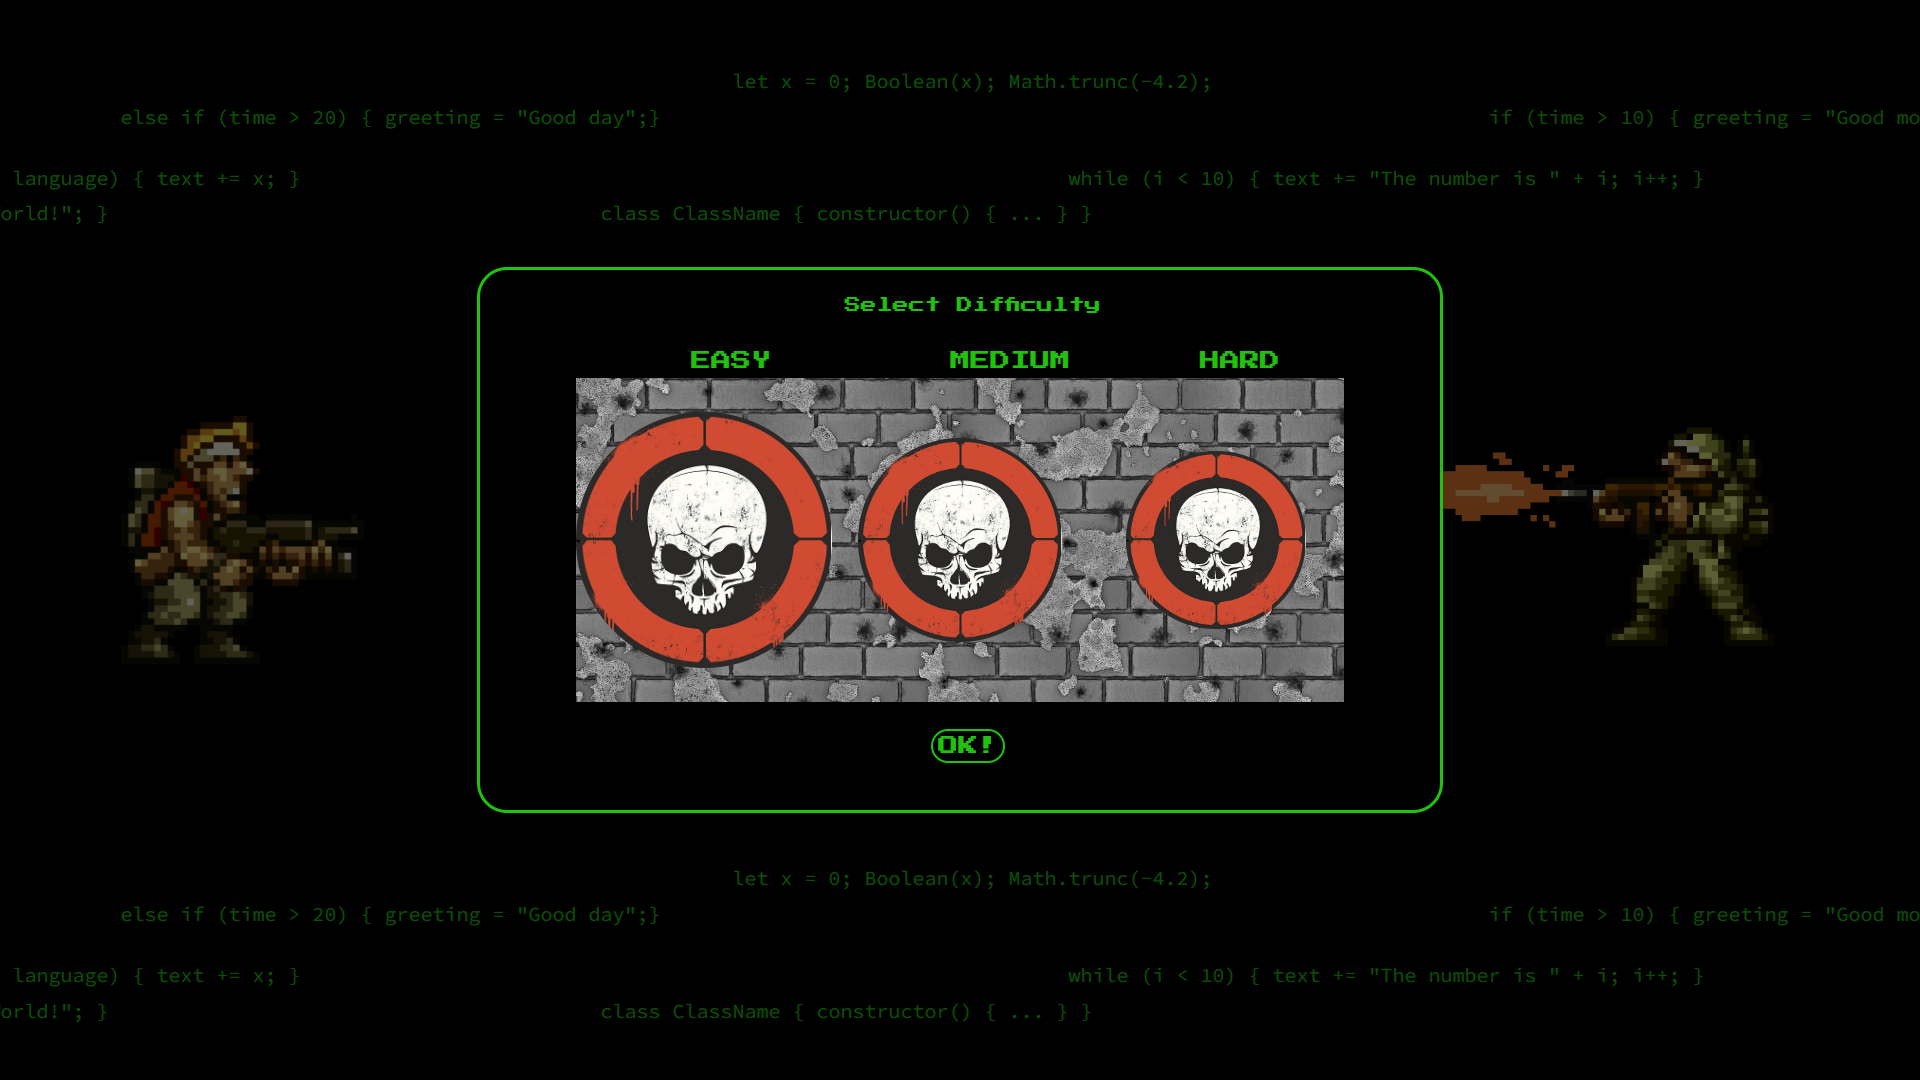 let x = 0; Boolean(x); Math.trunc(-4.2);
else if (time > 20) { greeting = "Good day";}
if (time > 10) { greeting = "Good mo
language) { text += x; }
while (i < 10) { text += "The number is " + i; i++; }
orld!"; }
class ClassName { constructor() { ... } }
Select Difficulty
EASY
MEDIUM
HARD
OK!
let x = 0; Boolean(x); Math.trunc(-4.2);
else if (time > 20) { greeting = "Good day";}
if (time > 10) { greeting = "Good mo
language) { text += x; }
while (i < 10) { text += "The number is " + i; i++; }
orld!"; }
class ClassName { constructor() { ... } }